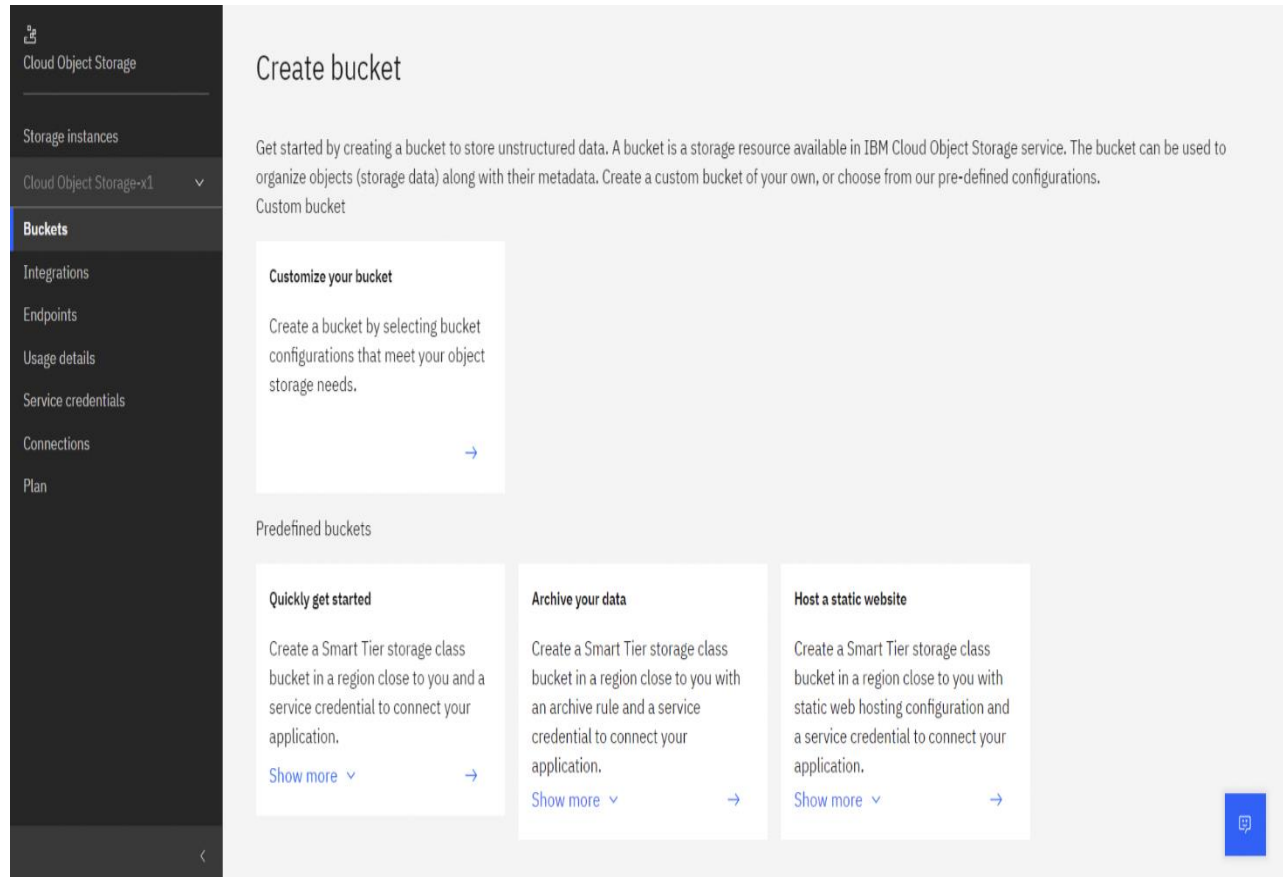 Cloud Object Storage
Storage instances
Cloud Object Storage-x1
Buckets
Integrations
Endpoints
Usage details
Service credentials
Connections
Plan
Create bucket
Get started by creating a bucket to store unstructured data. A bucket is a storage resource available in IBM Cloud Object Storage service. The bucket can be used to
organize objects (storage data) along with their metadata. Create a custom bucket of your own, or choose from our pre-defined configurations.
Custom bucket
Customize your bucket
Create a bucket by selecting bucket
configurations that meet your object
storage needs.
Predefined buckets
Quickly get started
Create a Smart Tier storage class
bucket in a region close to you and a
service credential to connect your
application.
Show more
Archive your data
Create a Smart Tier storage class
bucket in a region close to you with
an archive rule and a service
credential to connect your
application.
Show more
Host a static website
Create a Smart Tier storage class
bucket in a region close to you with
static web hosting configuration and
a service credential to connect your
application.
Show more